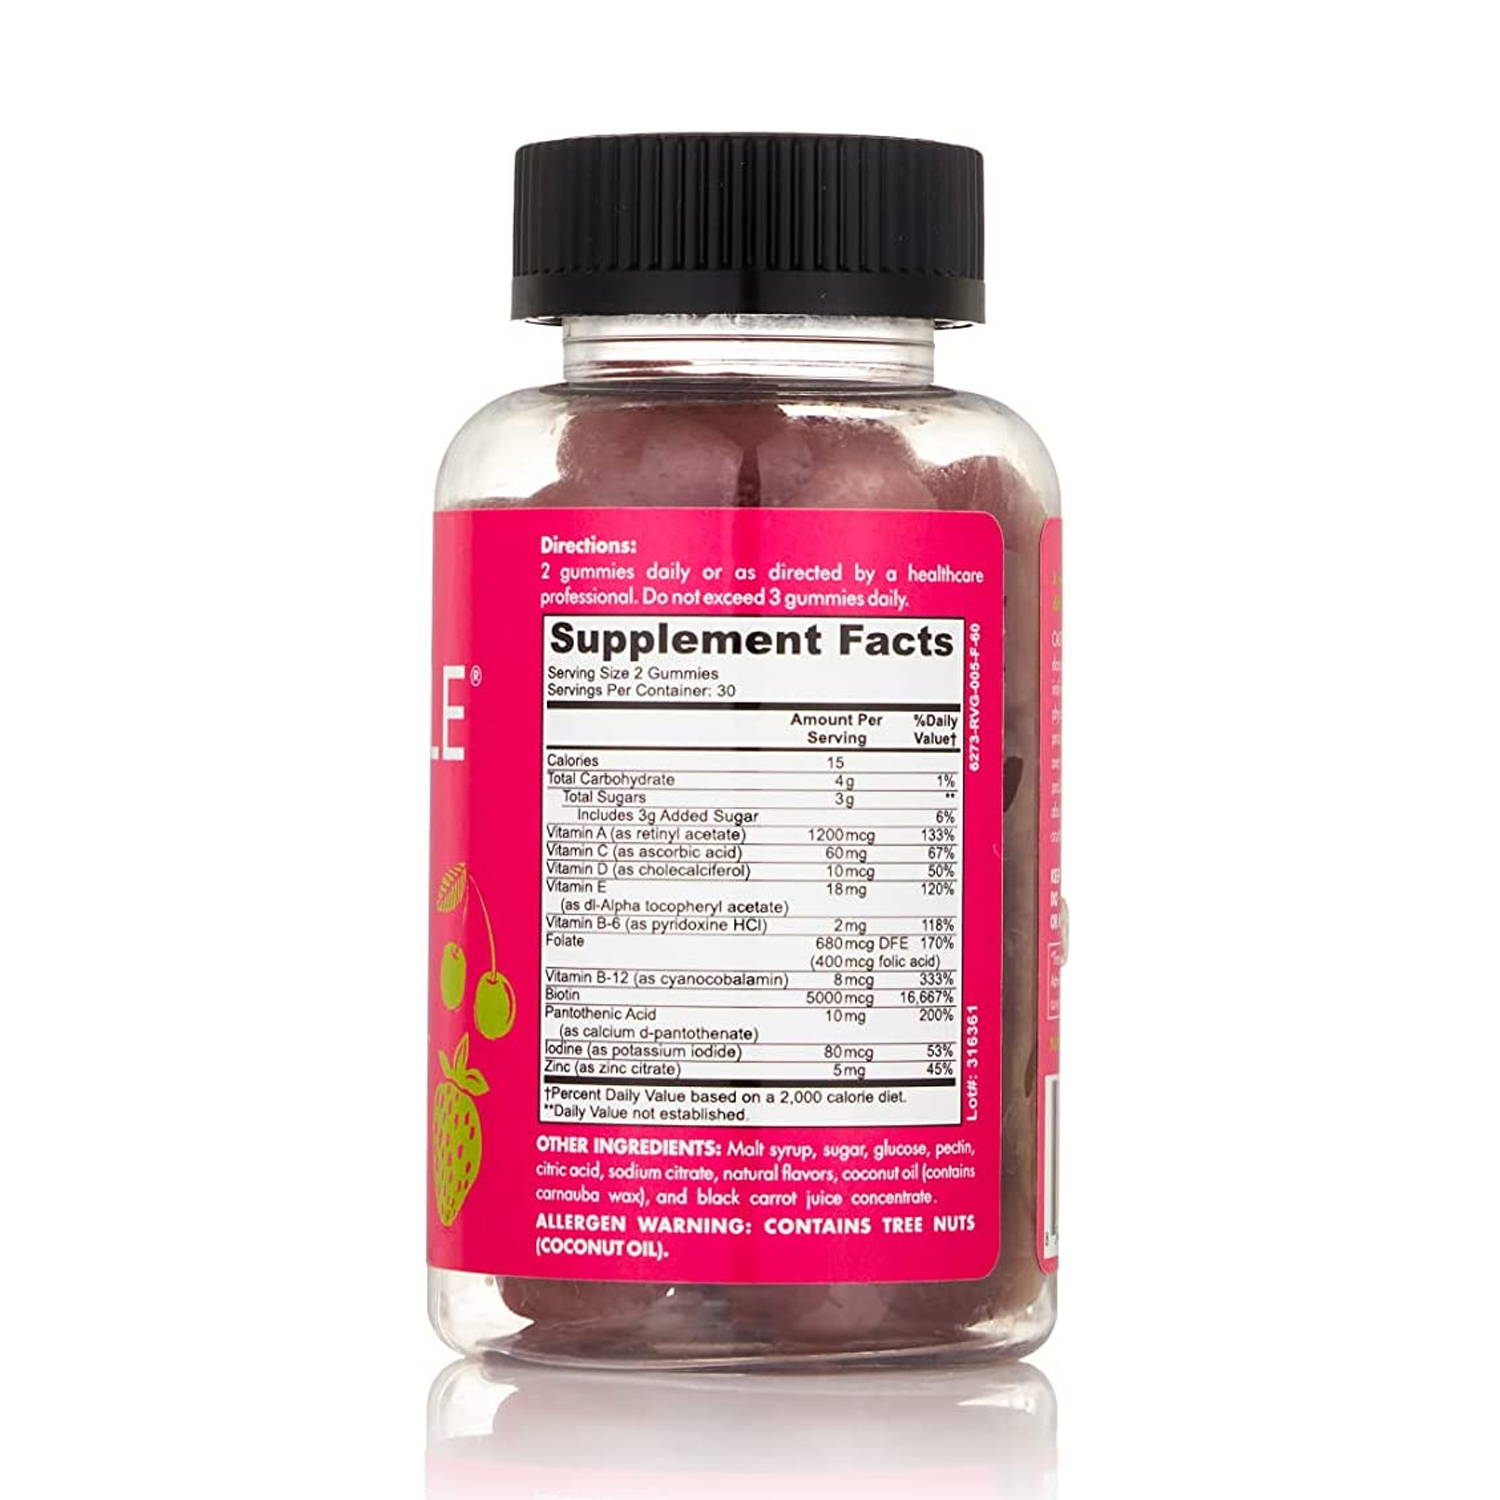 LE®
Directions:
2 gummies daily or as directed by a healthcare
professional. Do not exceed 3 gummies daily.
Supplement Facts
Serving Size 2 Gummies
Servings Per Container: 30
Amount Per Serving %Daily Value†
Calories 15
Total Carbohydrate 4g 1%
Total Sugars 3g **
Includes 3g Added Sugar 6%
Vitamin A (as retinyl acetate) 1200mcg 133%
Vitamin C (as ascorbic acid) 60mg 67%
Vitamin D (as cholecalciferol) 10mcg 50%
Vitamin E 18mg 120%
(as dl-Alpha tocopheryl acetate)
Vitamin B-6 (as pyridoxine HCl) 2mg 118%
Folate 680mcg DFE 170%
(400mcg folic acid)
Vitamin B-12 (as cyanocobalamin) 8mcg 333%
Biotin 5000mcg 16,667%
Pantothenic Acid 10mg 200%
(as calcium d-pantothenate)
Iodine (as potassium iodide) 80mcg 53%
Zinc (as zinc citrate) 5mg 45%
†Percent Daily Value based on a 2,000 calorie diet.
**Daily Value not established.
6273-RVG-005-F-60
Lot#: 316361
OTHER INGREDIENTS: Malt syrup, sugar, glucose, pectin,
citric acid, sodium citrate, natural flavors, coconut oil (contains
carnauba wax), and black carrot juice concentrate.
ALLERGEN WARNING: CONTAINS TREE NUTS
(COCONUT OIL).